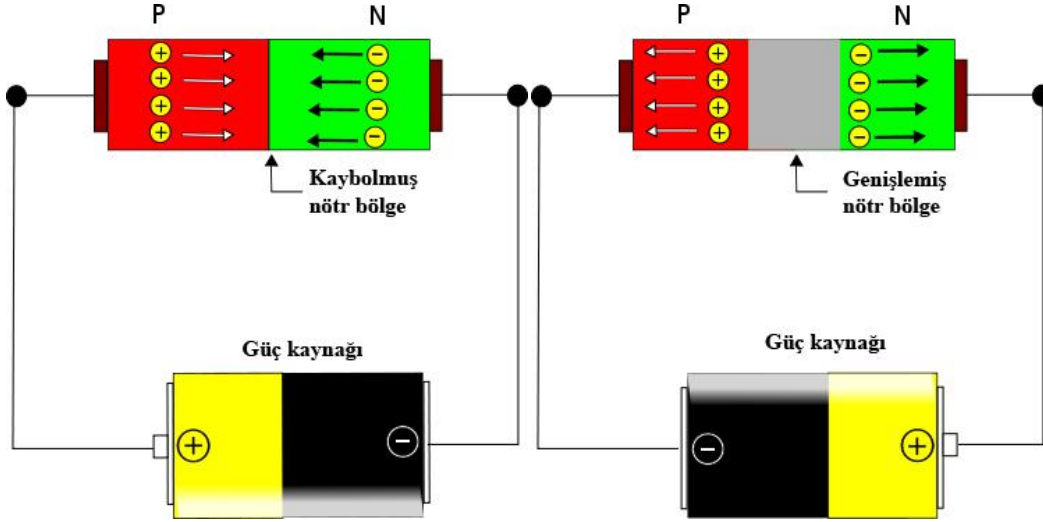 P N
+ −
+ −
+ −
+ −
Kaybolmuş
nötr bölge
Güç kaynağı
+ −
P N
+ −
+ −
+ −
+ −
Genişlemiş
nötr bölge
Güç kaynağı
− +